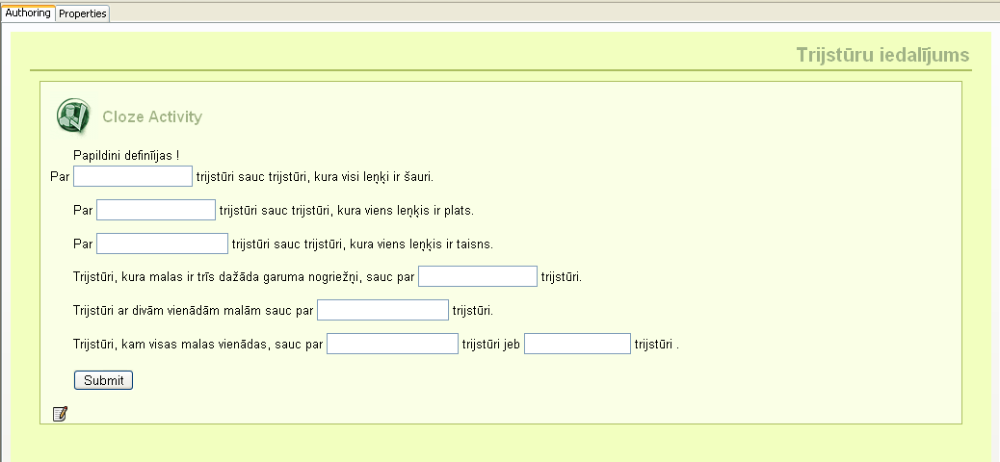 Authoring Properties
Trijstūru iedalījums
Cloze Activity
Papildini definīijas !
Par trijstūri sauc trijstūri, kura visi leņķi ir šauri.
Par trijstūri sauc trijstūri, kura viens leņķis ir plats.
Par trijstūri sauc trijstūri, kura viens leņķis ir taisns.
Trijstūri, kura malas ir trīs dažāda garuma nogriežņi, sauc par trijstūri.
Trijstūri ar divām vienādām malām sauc par trijstūri.
Trijstūri, kam visas malas vienādas, sauc par trijstūri jeb trijstūri .
Submit